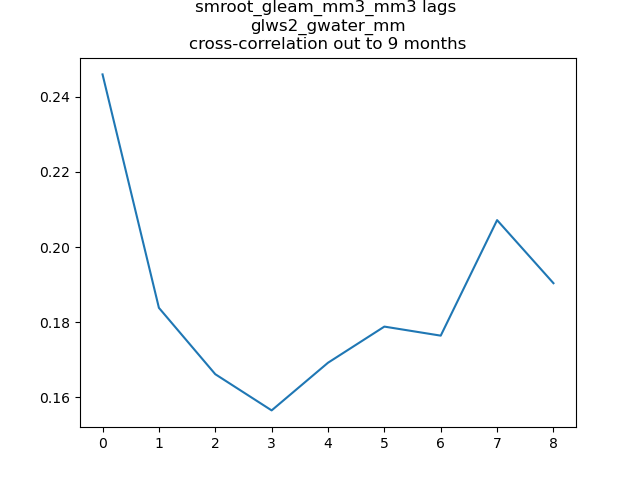 smroot_gleam_mm3_mm3 lags
glws2_gwater_mm
cross-correlation out to 9 months
0.24
0.22
0.20
0.18
0.16
0 1 2 3 4 5 6 7 8